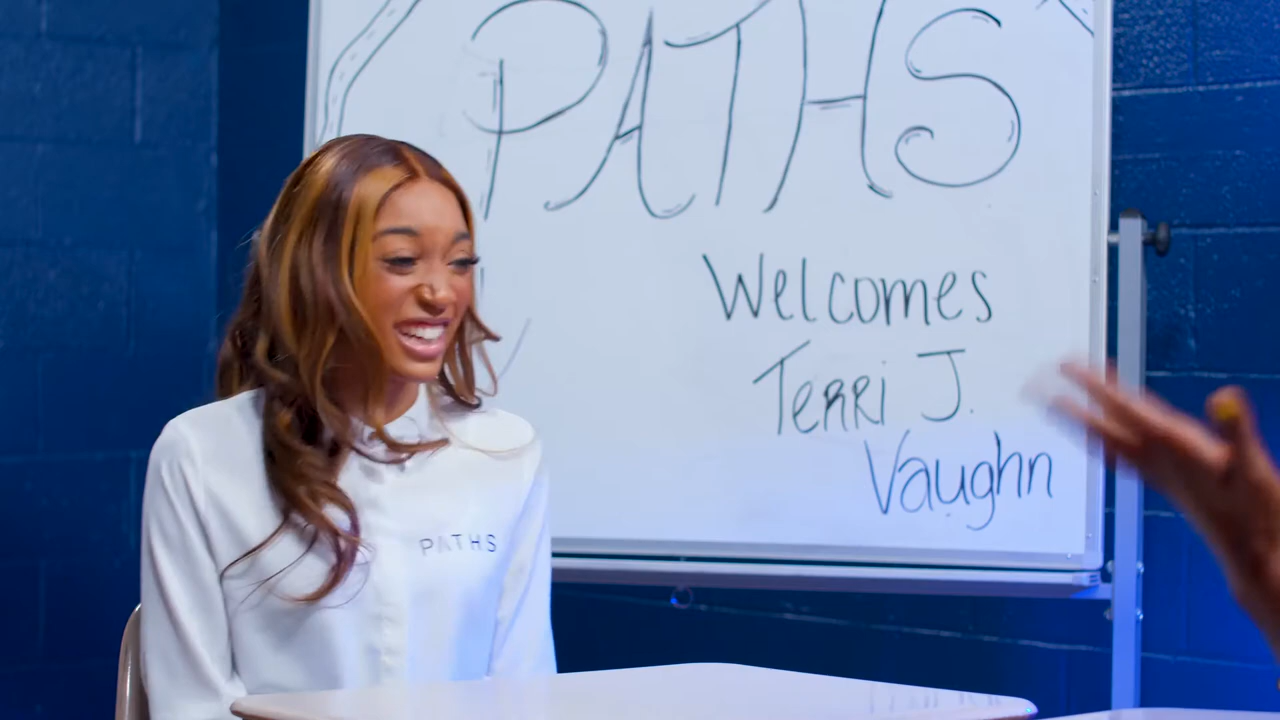 PATHS
Welcomes
Terri J.
Vaughn
PATHS